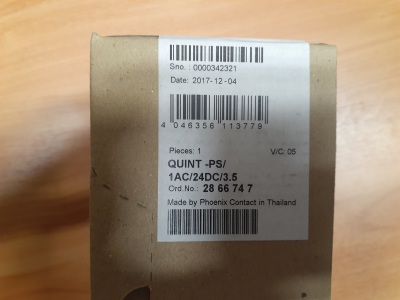 Sno. : 0000342321
Date: 2017-12-04
4 046356 113779
Pieces: 1 V/C: 05
QUINT -PS/
1AC/24DC/3.5
Ord No.: 28 66 74 7
Made by Phoenix Contact in Thailand